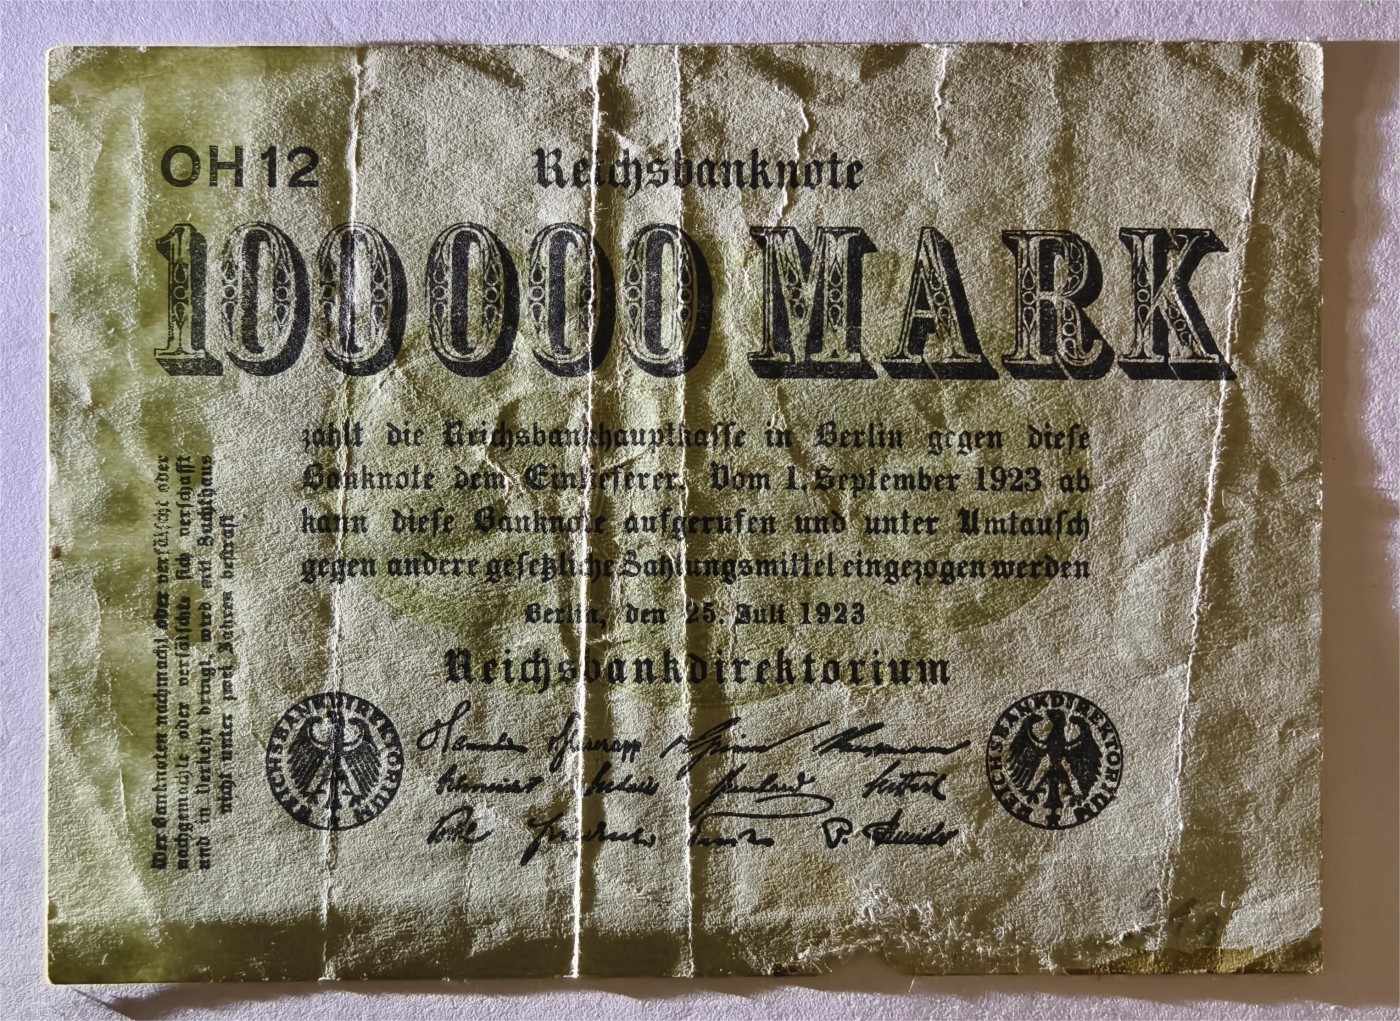 OH12
Reichsbanknote
100000 MARK
zahlt die Reichsbankhauptkasse in Berlin gegen diese
Banknote dem Einlieferer. Vom 1. September 1923 ab
kann diese Banknote aufgerufen und unter Umtausch
gegen andere gesetzliche Zahlungsmittel eingezogen werden
Berlin, den 25. Juli 1923
Reichsbankdirektorium
REICHSBANKDIREKTORIUM
REICHSBANKDIREKTORIUM
Wer Banknoten nachmacht oder verfälscht oder
nachgemachte oder verfälschte sich verschafft
und in Verkehr bringt, wird mit Zuchthaus
nicht unter zwei Jahren bestraft